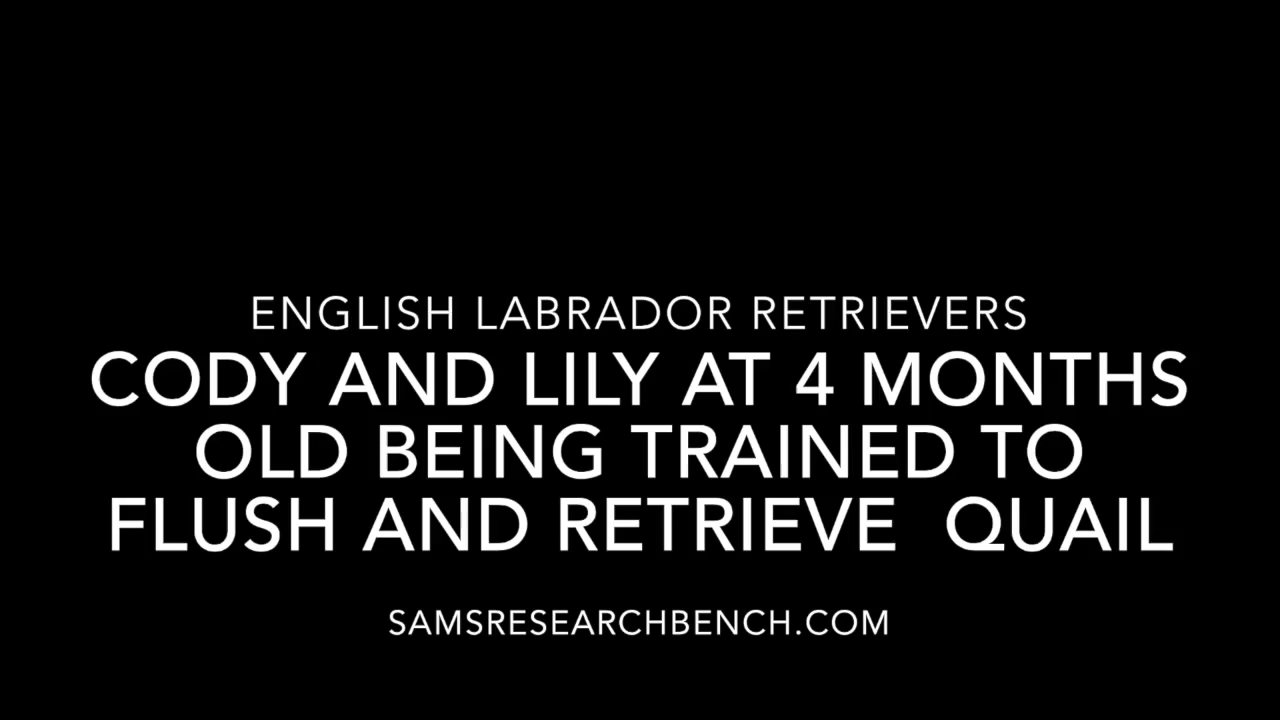 ENGLISH LABRADOR RETRIEVERS
CODY AND LILY AT 4 MONTHS
OLD BEING TRAINED TO
FLUSH AND RETRIEVE  QUAIL
SAMSRESEARCHBENCH.COM